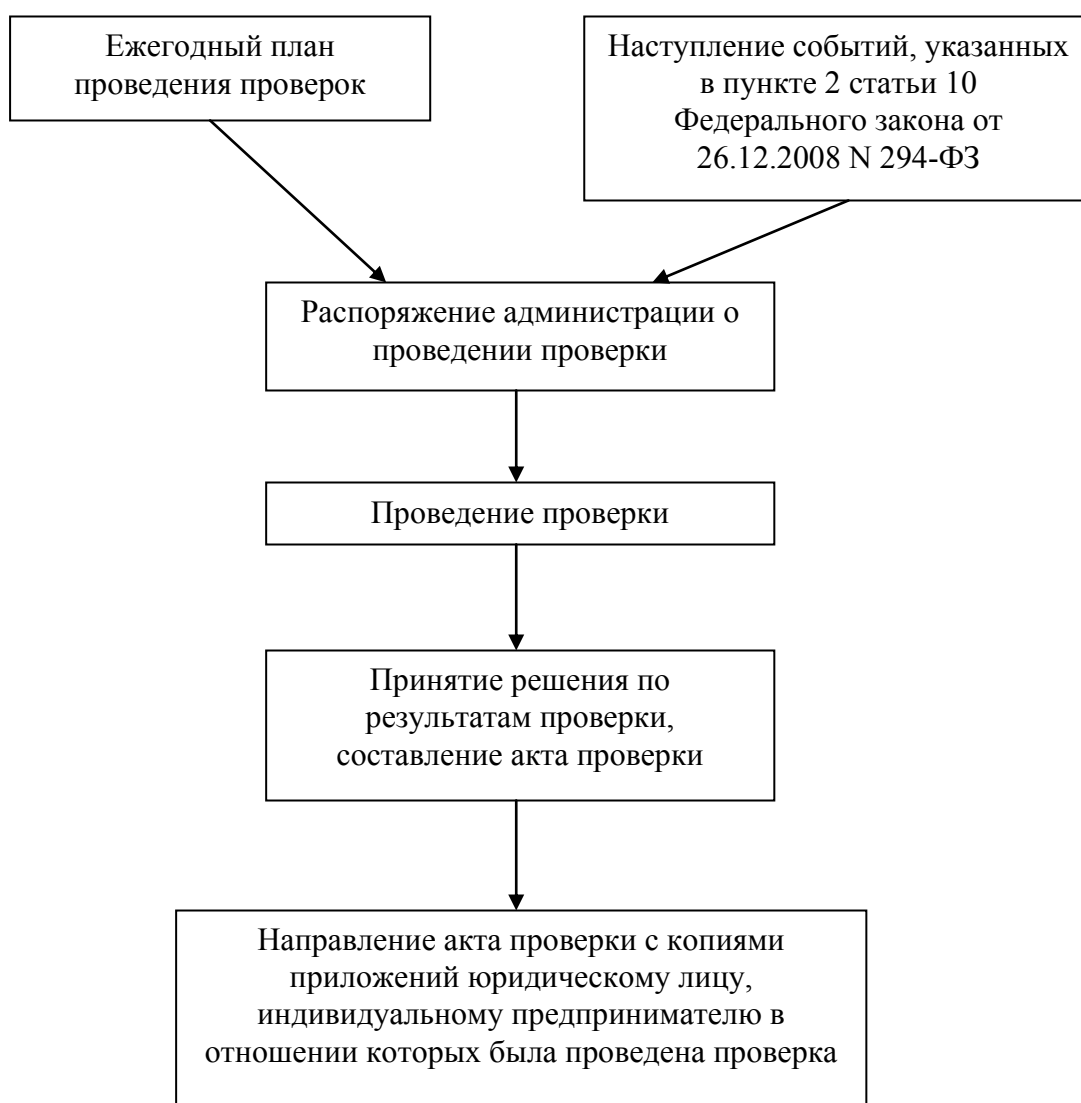 Ежегодный план
проведения проверок
Наступление событий, указанных
в пункте 2 статьи 10
Федерального закона от
26.12.2008 N 294-ФЗ
Распоряжение администрации о
проведении проверки
Проведение проверки
Принятие решения по
результатам проверки,
составление акта проверки
Направление акта проверки с копиями
приложений юридическому лицу,
индивидуальному предпринимателю в
отношении которых была проведена проверка